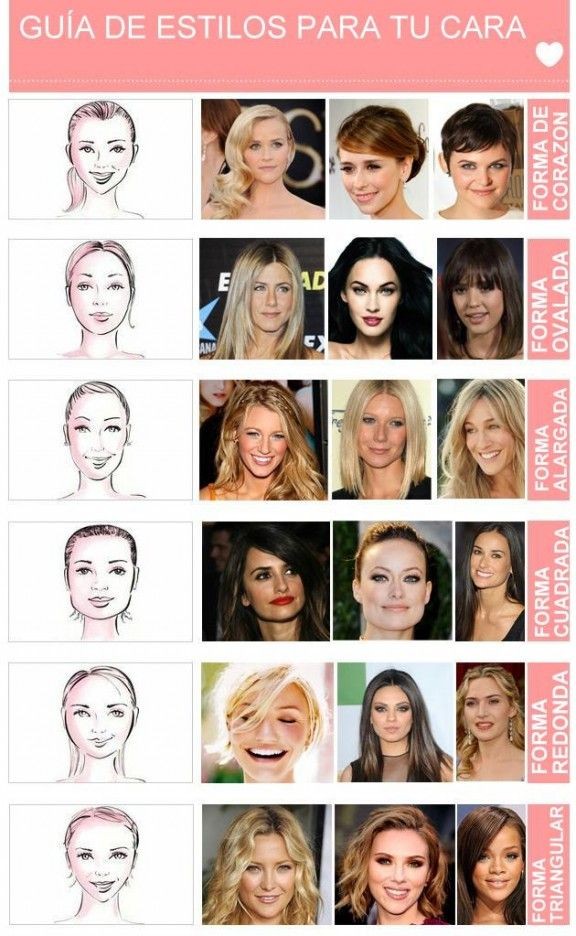 GUÍA DE ESTILOS PARA TU CARA
FORMA DE
CORAZON
FORMA
OVALADA
FORMA
ALARGADA
FORMA
CUADRADA
FORMA
REDONDA
FORMA
TRIANGULAR